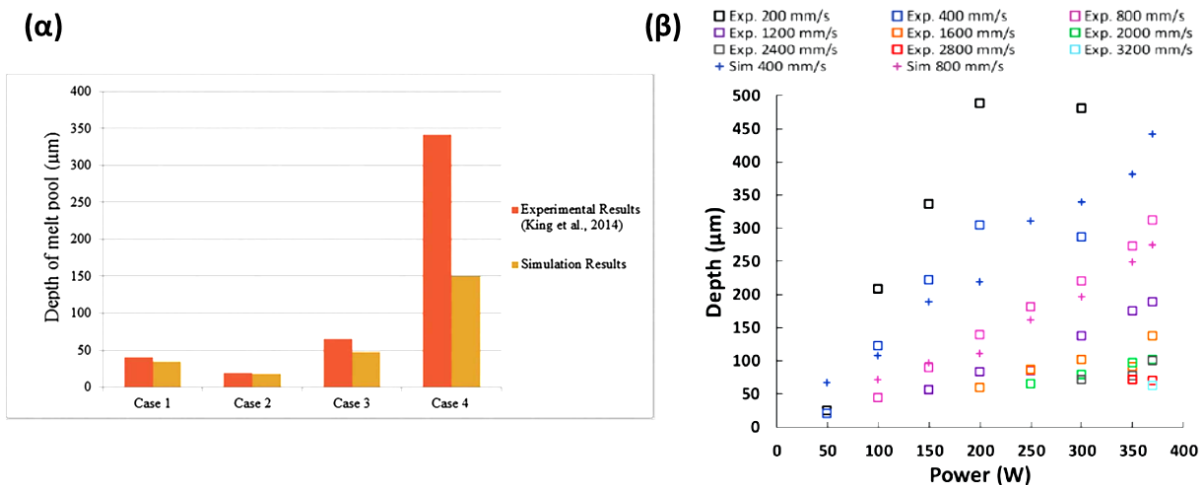 (α)
Depth of melt pool (μm)
400
350
300
250
200
150
100
50
0
Case 1 Case 2 Case 3 Case 4
Experimental Results
(King et al., 2014)
Simulation Results
(β)
Exp. 200 mm/s Exp. 400 mm/s Exp. 800 mm/s
Exp. 1200 mm/s Exp. 1600 mm/s Exp. 2000 mm/s
Exp. 2400 mm/s Exp. 2800 mm/s Exp. 3200 mm/s
Sim 400 mm/s Sim 800 mm/s
Depth (μm)
500
450
400
350
300
250
200
150
100
50
0
0 50 100 150 200 250 300 350 400
Power (W)